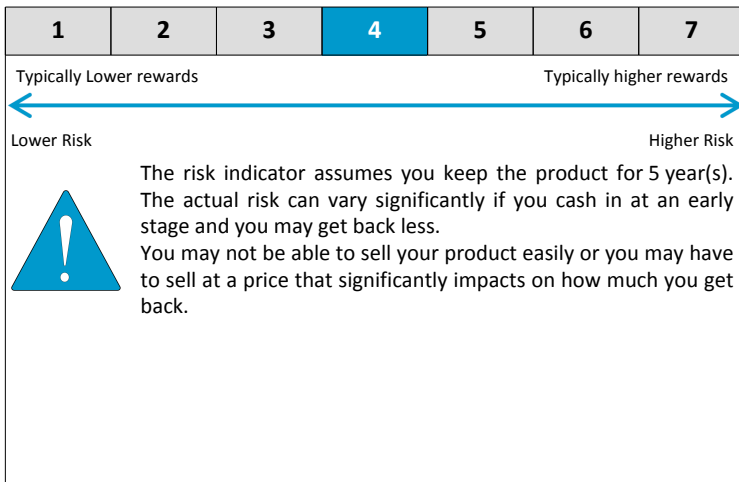 1 2 3 4 5 6 7
Typically Lower rewards Typically higher rewards
Lower Risk Higher Risk
The risk indicator assumes you keep the product for 5 year(s).
The actual risk can vary significantly if you cash in at an early
stage and you may get back less.
You may not be able to sell your product easily or you may have
to sell at a price that significantly impacts on how much you get
back.